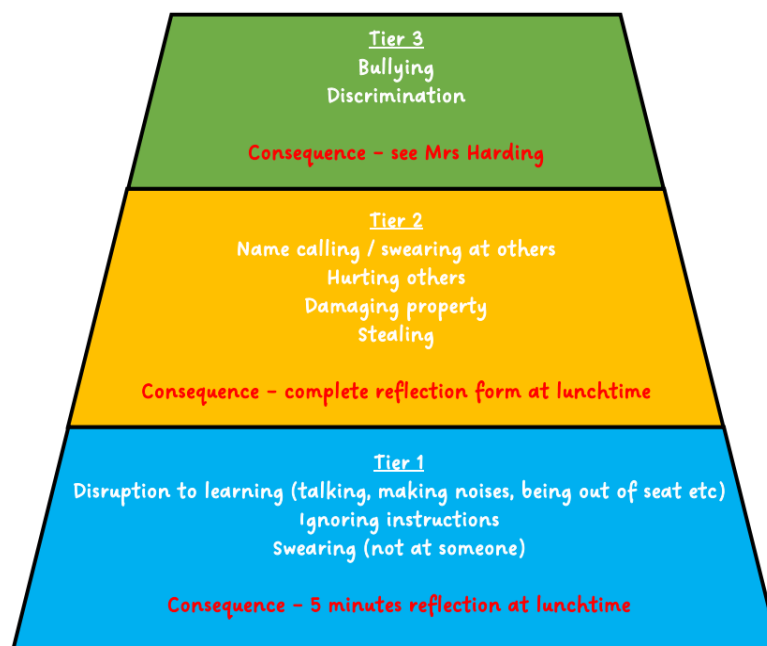 Tier 3
Bullying
Discrimination
Consequence – see Mrs Harding
Tier 2
Name calling / swearing at others
Hurting others
Damaging property
Stealing
Consequence – complete reflection form at lunchtime
Tier 1
Disruption to learning (talking, making noises, being out of seat etc)
Ignoring instructions
Swearing (not at someone)
Consequence – 5 minutes reflection at lunchtime